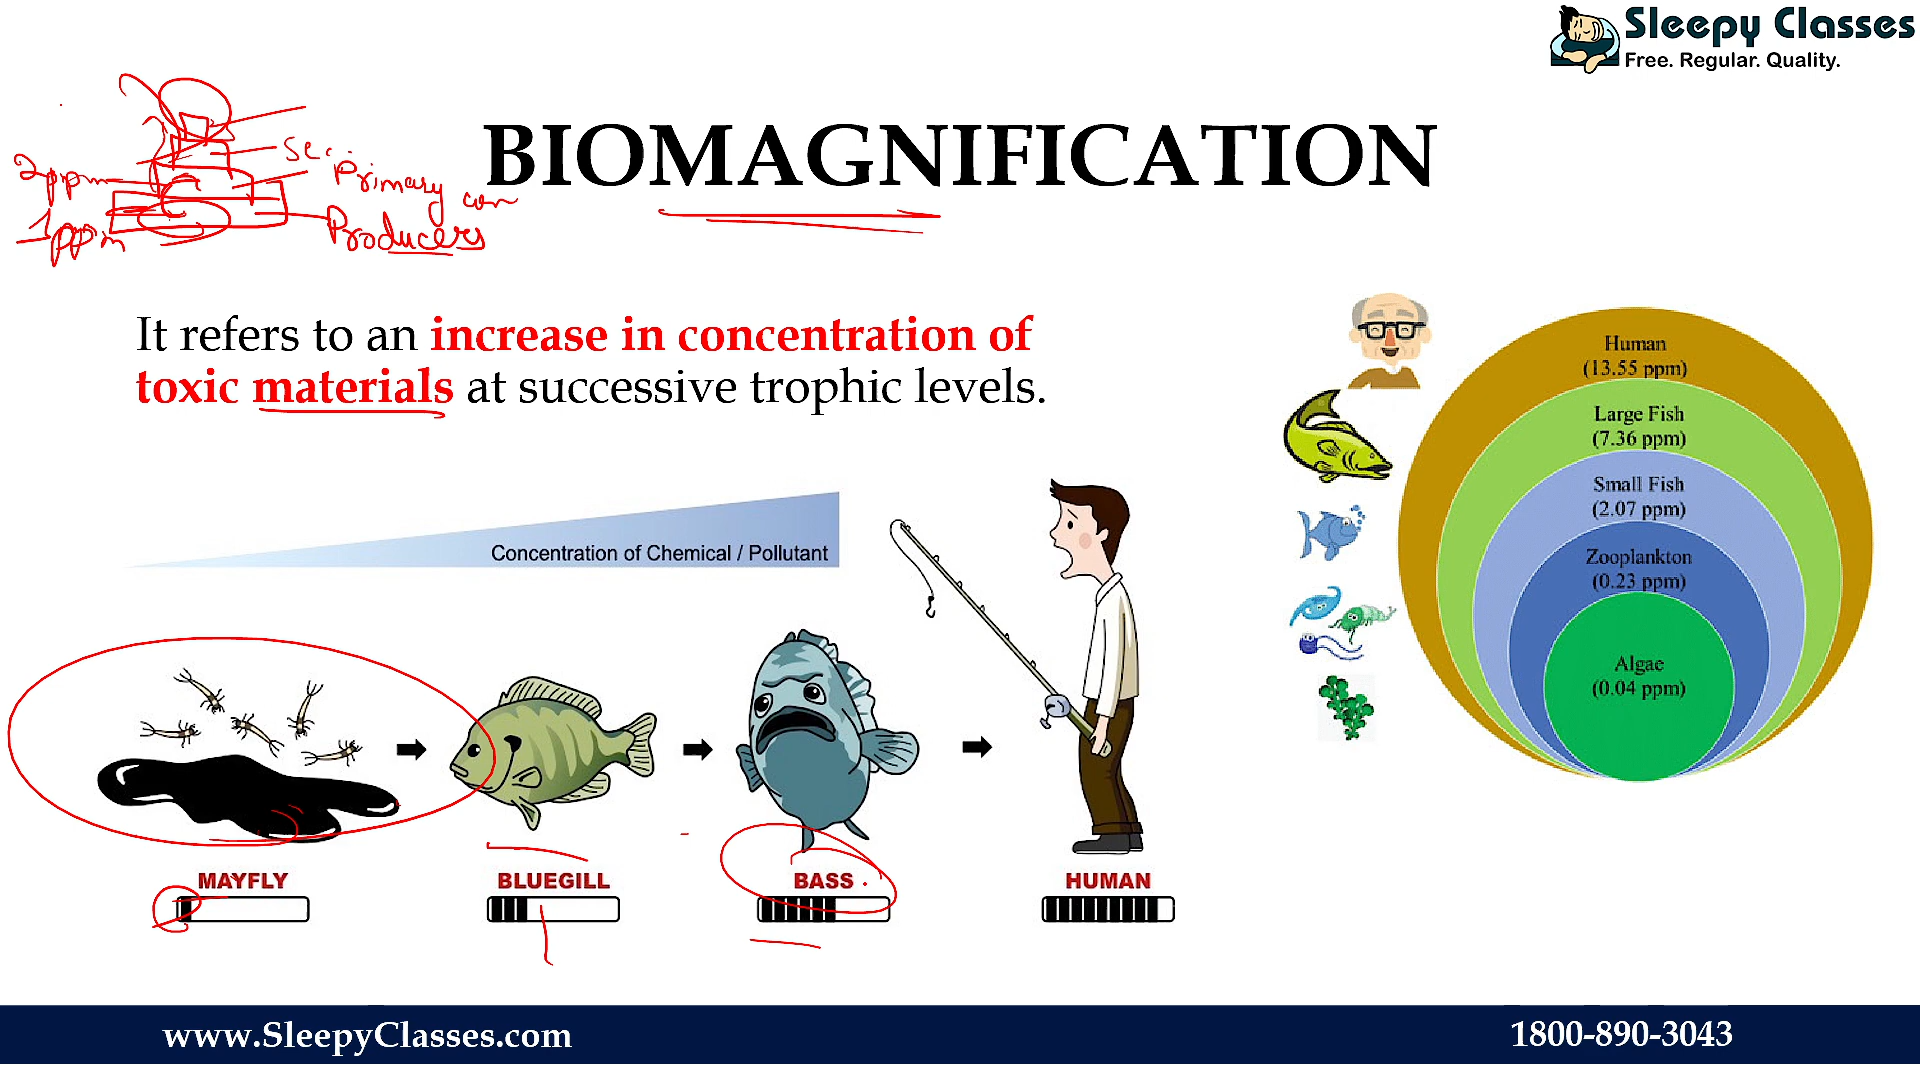 Sleepy Classes
Free. Regular. Quality.
BIOMAGNIFICATION
Sec.
2ppm
Primary con
1ppm
Producers
It refers to an increase in concentration of
toxic materials at successive trophic levels.
Concentration of Chemical / Pollutant
MAYFLY
BLUEGILL
BASS
HUMAN
Human
(13.55 ppm)
Large Fish
(7.36 ppm)
Small Fish
(2.07 ppm)
Zooplankton
(0.23 ppm)
Algae
(0.04 ppm)
www.SleepyClasses.com
1800-890-3043